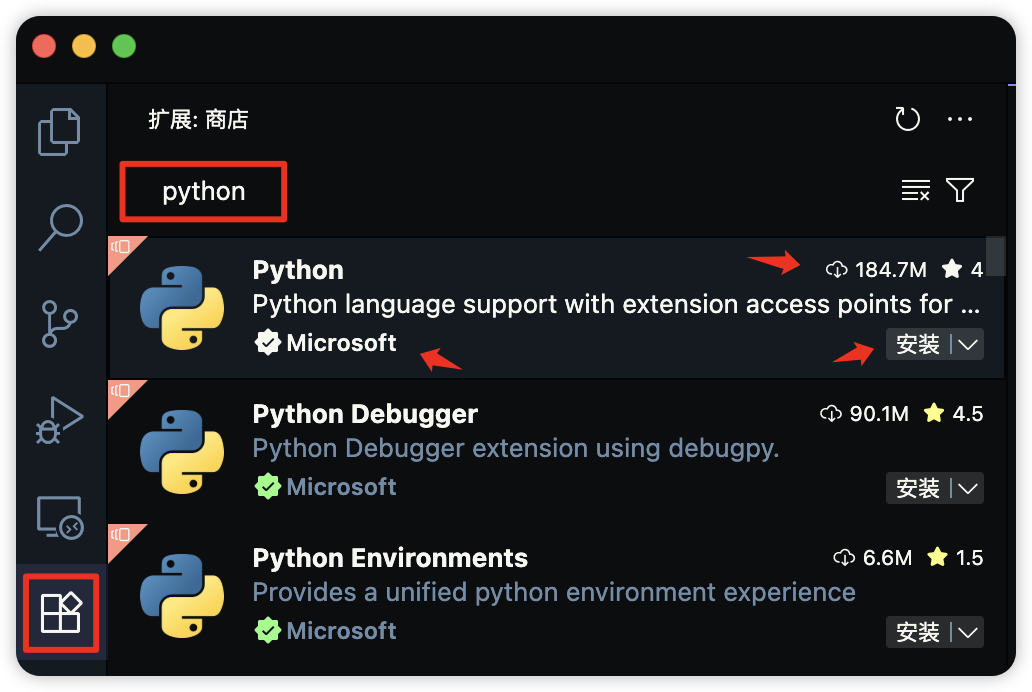 扩展: 商店
python
Python
184.7M
4
Python language support with extension access points for ...
Microsoft
安装
Python Debugger
90.1M
4.5
Python Debugger extension using debugpy.
Microsoft
安装
Python Environments
6.6M
1.5
Provides a unified python environment experience
Microsoft
安装